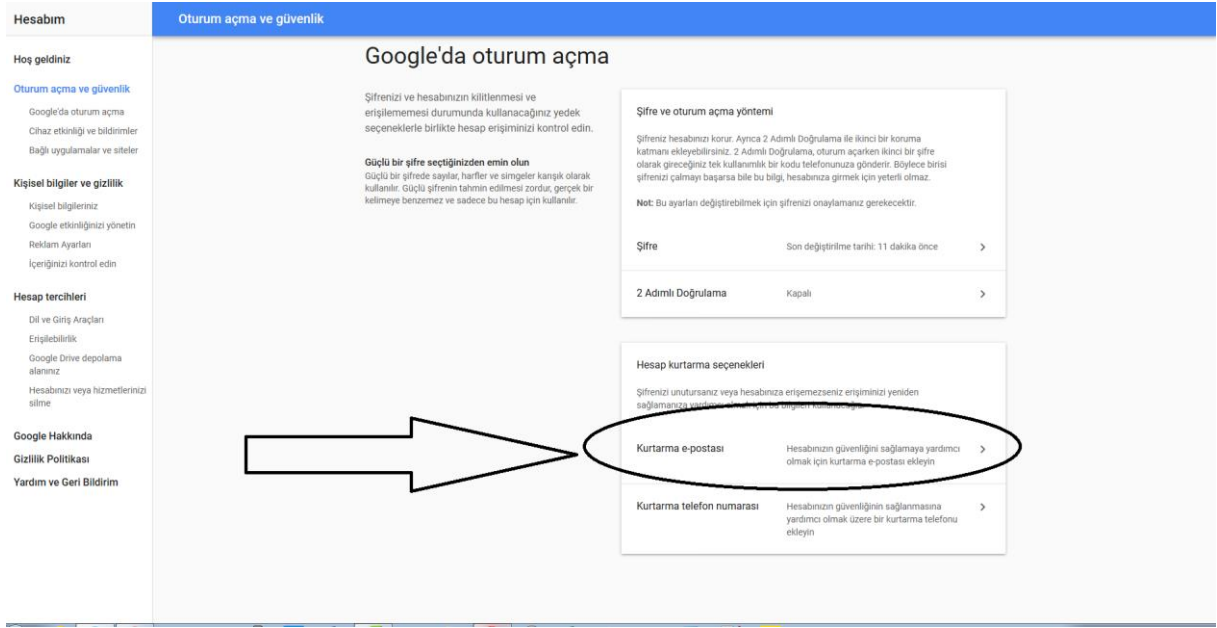 Hesabım
Oturum açma ve güvenlik
Hoş geldiniz
Oturum açma ve güvenlik
Google'da oturum açma
Cihaz etkinliği ve bildirimler
Bağlı uygulamalar ve siteler
Kişisel bilgiler ve gizlilik
Kişisel bilgileriniz
Google etkinliğinizi yönetin
Reklam Ayarları
İçeriğinizi kontrol edin
Hesap tercihleri
Dil ve Giriş Araçları
Erişilebilirlik
Google Drive depolama
alanınız
Hesabınızı veya hizmetlerinizi
silme
Google Hakkında
Gizlilik Politikası
Yardım ve Geri Bildirim
Google'da oturum açma
Şifrenizi ve hesabınızın kilitlenmesi ve
erişilememesi durumunda kullanacağınız yedek
seçeneklerle birlikte hesap erişiminizi kontrol edin.
Güçlü bir şifre seçtiğinizden emin olun
Güçlü bir şifrede sayılar, harfler ve simgeler karışık olarak
kullanılır. Güçlü şifrenin tahmin edilmesi zordur, gerçek bir
kelimeye benzemez ve sadece bu hesap için kullanılır.
Şifre ve oturum açma yöntemi
Şifreniz hesabınızı korur. Ayrıca 2 Adımlı Doğrulama ile ikinci bir koruma
katmanı ekleyebilirsiniz. 2 Adımlı Doğrulama, oturum açarken ikinci bir şifre
olarak gireceğiniz tek kullanımlık bir kodu telefonunuza gönderir. Böylece birisi
şifrenizi çalmayı başarsa bile bu bilgi, hesabınıza girmek için yeterli olmaz.
Not: Bu ayarları değiştirebilmek için şifrenizi onaylamanız gerekecektir.
Şifre Son değiştirilme tarihi: 11 dakika önce
2 Adımlı Doğrulama Kapalı
Hesap kurtarma seçenekleri
Şifrenizi unutursanız veya hesabınıza erişemezseniz erişiminizi yeniden
sağlamanıza yardımcı olmak için bu bilgileri kullanacağız.
Kurtarma e-postası Hesabınızın güvenliğini sağlamaya yardımcı
olmak için kurtarma e-postası ekleyin
Kurtarma telefon numarası Hesabınızın güvenliğinin sağlanmasına
yardımcı olmak üzere bir kurtarma telefonu
ekleyin